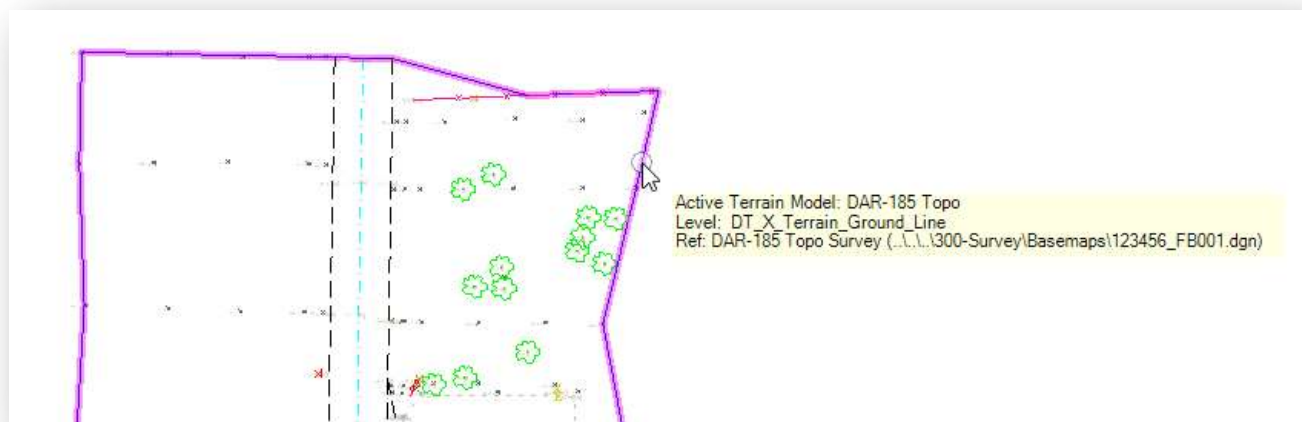 Active Terrain Model: DAR-185 Topo
Level: DT_X_Terrain_Ground_Line
Ref: DAR-185 Topo Survey (..\..\..\300-Survey\Basemaps\123456_FB001.dgn)